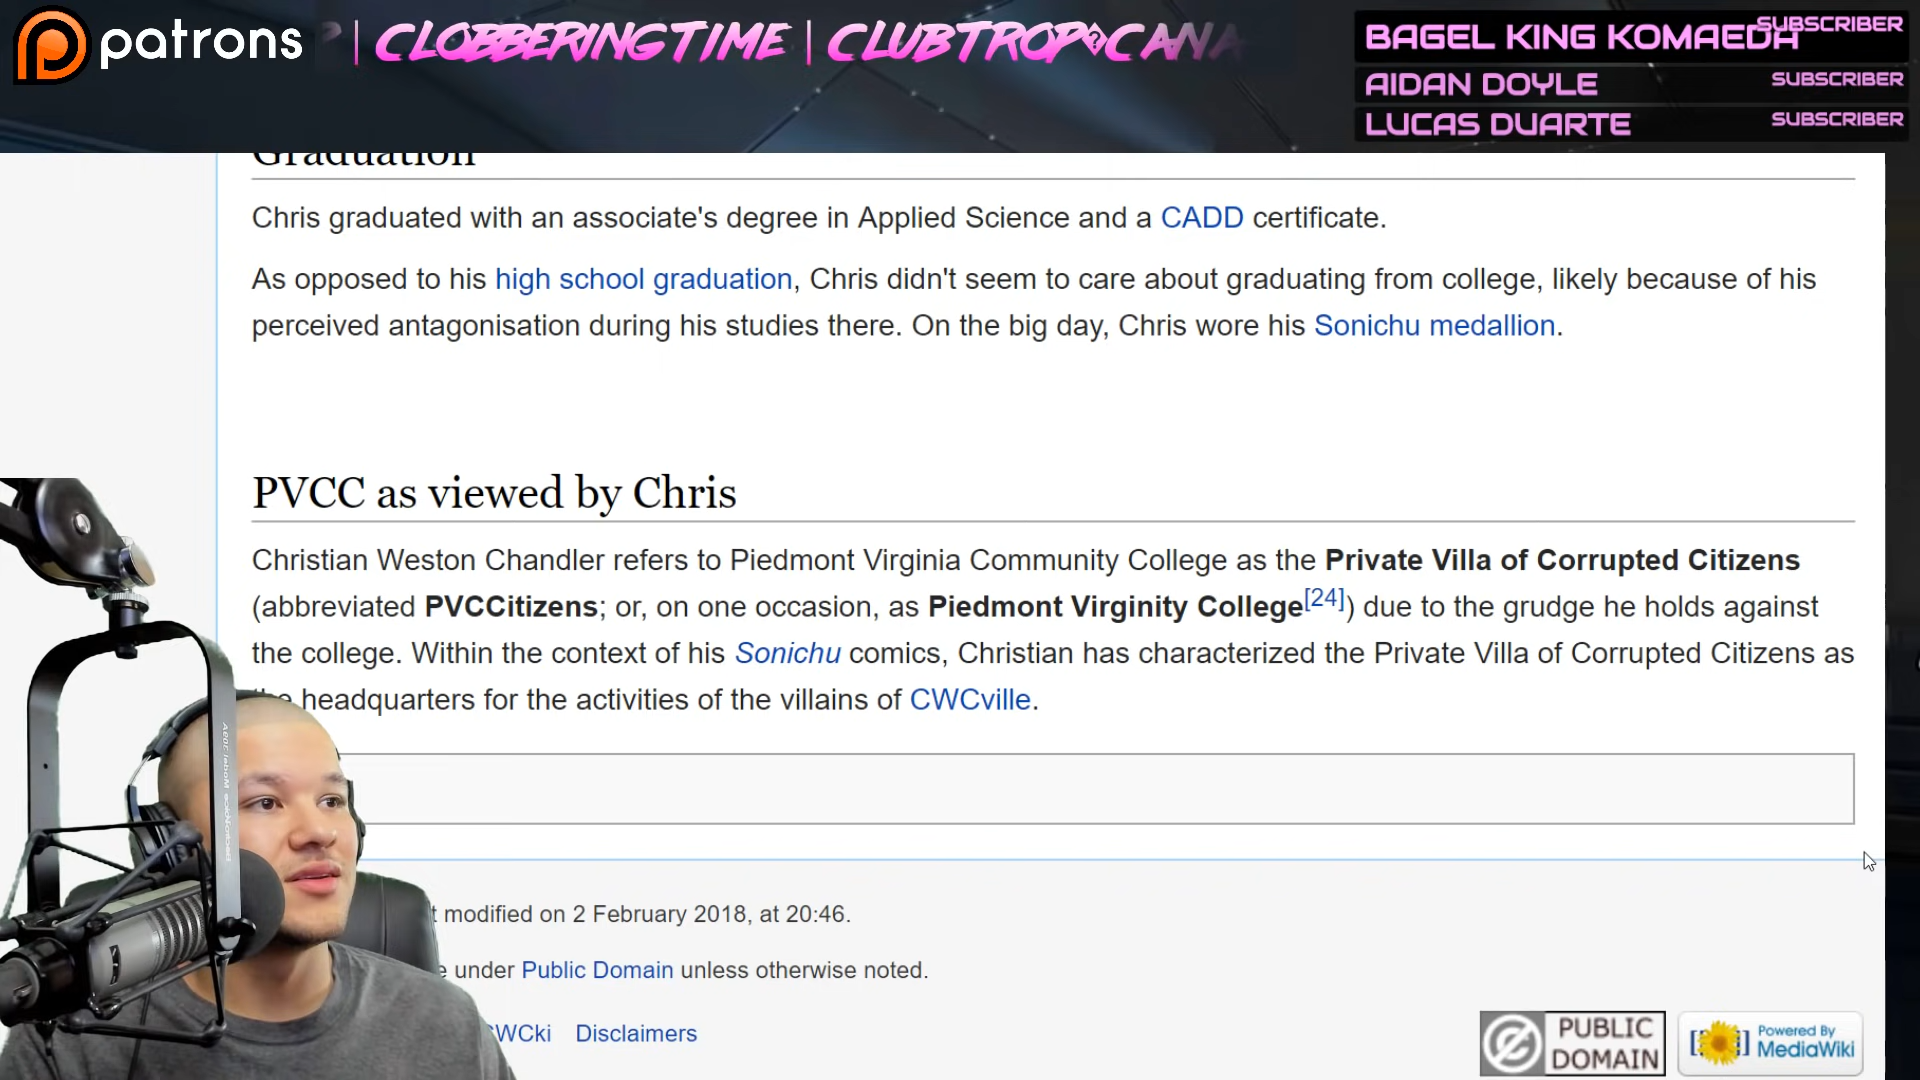 patrons | CLOBBERINGTIME | CLUBTROP�CANA
BAGEL KING KOMAEDA SUBSCRIBER
AIDAN DOYLE SUBSCRIBER
LUCAS DUARTE SUBSCRIBER
Graduation
Chris graduated with an associate's degree in Applied Science and a CADD certificate.
As opposed to his high school graduation, Chris didn't seem to care about graduating from college, likely because of his
perceived antagonisation during his studies there. On the big day, Chris wore his Sonichu medallion.
PVCC as viewed by Chris
Christian Weston Chandler refers to Piedmont Virginia Community College as the Private Villa of Corrupted Citizens
(abbreviated PVCCitizens; or, on one occasion, as Piedmont Virginity College[24]) due to the grudge he holds against
the college. Within the context of his Sonichu comics, Christian has characterized the Private Villa of Corrupted Citizens as
headquarters for the activities of the villains of CWCville.
modified on 2 February 2018, at 20:46.
under Public Domain unless otherwise noted.
CWCki Disclaimers
PUBLIC DOMAIN
Powered By MediaWiki